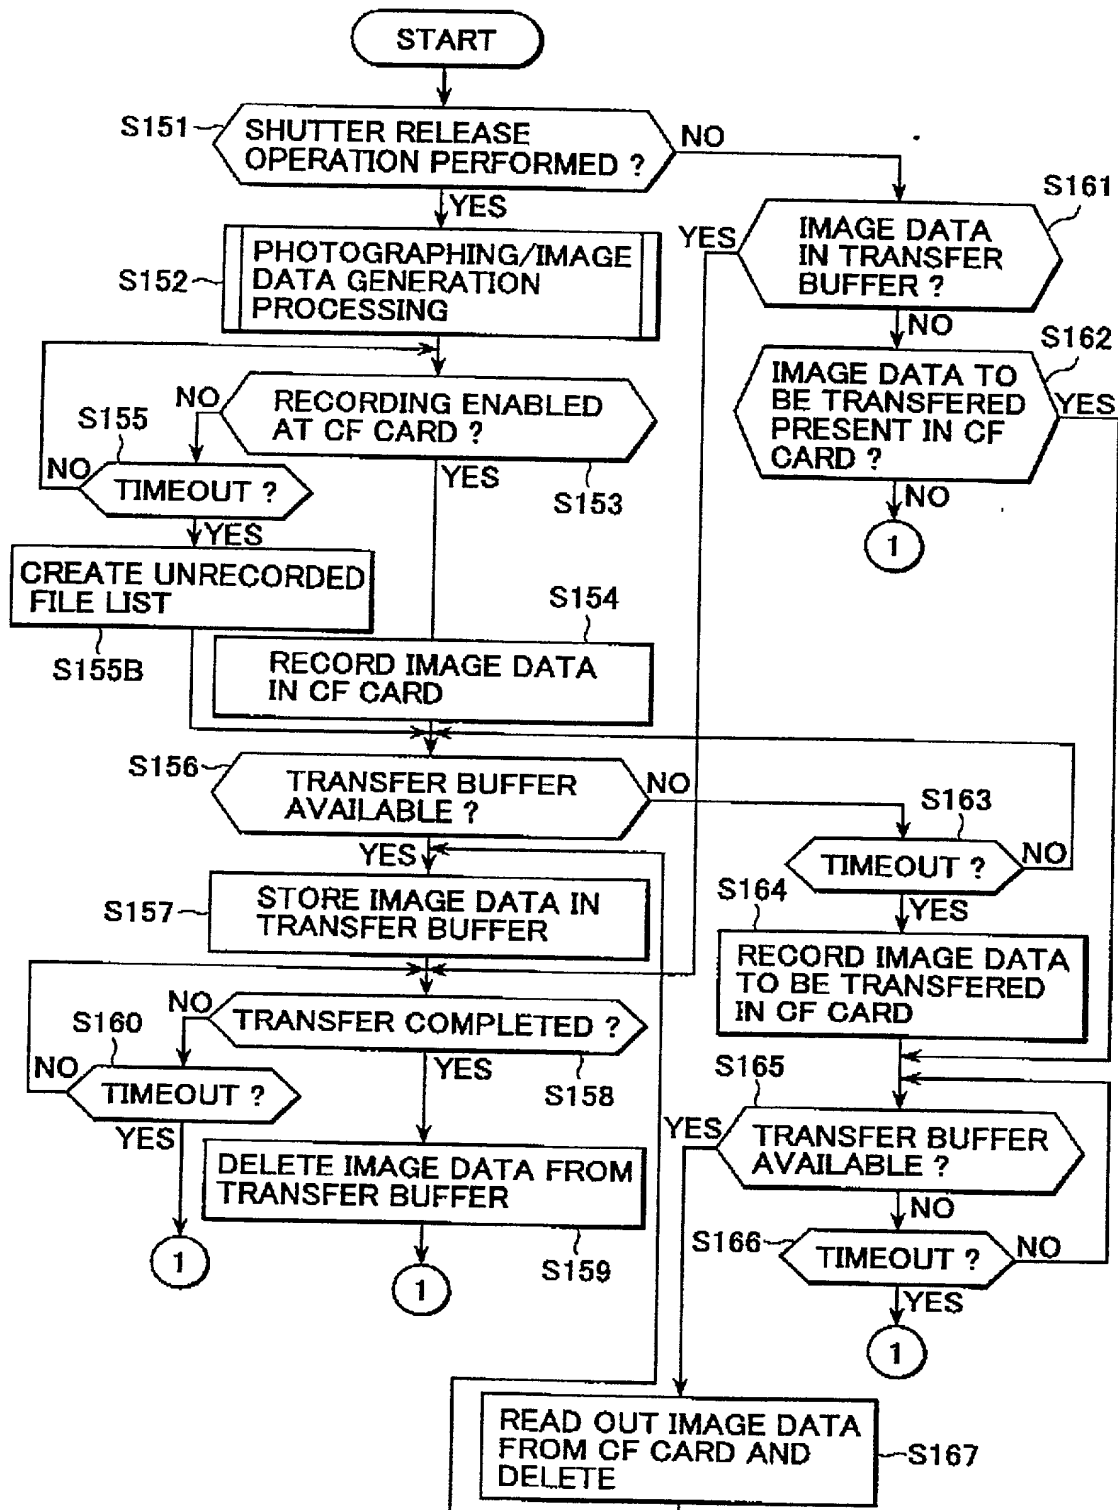 START
S151
SHUTTER RELEASE
OPERATION PERFORMED ?
NO
YES
S161
IMAGE DATA
IN TRANSFER
BUFFER ?
YES
NO
S152
PHOTOGRAPHING/IMAGE
DATA GENERATION
PROCESSING
S162
IMAGE DATA TO
BE TRANSFERED
PRESENT IN CF
CARD ?
YES
NO
1
RECORDING ENABLED
AT CF CARD ?
NO
YES
S153
S155
TIMEOUT ?
NO
YES
CREATE UNRECORDED
FILE LIST
S155B
S154
RECORD IMAGE DATA
IN CF CARD
S156
TRANSFER BUFFER
AVAILABLE ?
NO
YES
S163
TIMEOUT ?
NO
YES
S157
STORE IMAGE DATA IN
TRANSFER BUFFER
S164
RECORD IMAGE DATA
TO BE TRANSFERED
IN CF CARD
NO
TRANSFER COMPLETED ?
YES
S158
S160
TIMEOUT ?
NO
YES
1
DELETE IMAGE DATA FROM
TRANSFER BUFFER
S159
1
S165
TRANSFER BUFFER
AVAILABLE ?
YES
NO
S166
TIMEOUT ?
NO
YES
1
READ OUT IMAGE DATA
FROM CF CARD AND
DELETE
S167